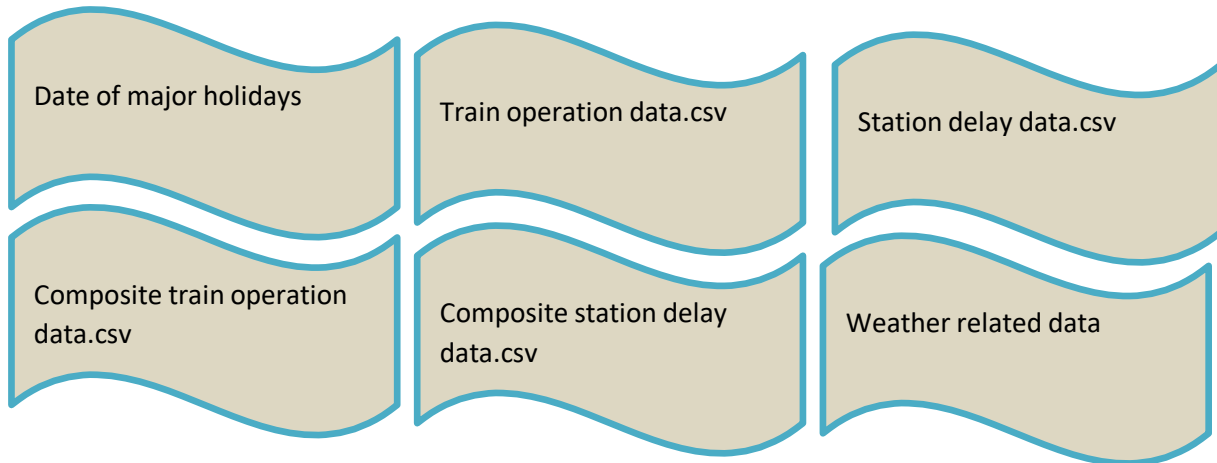 Date of major holidays
Train operation data.csv
Station delay data.csv
Composite train operation
data.csv
Composite station delay
data.csv
Weather related data